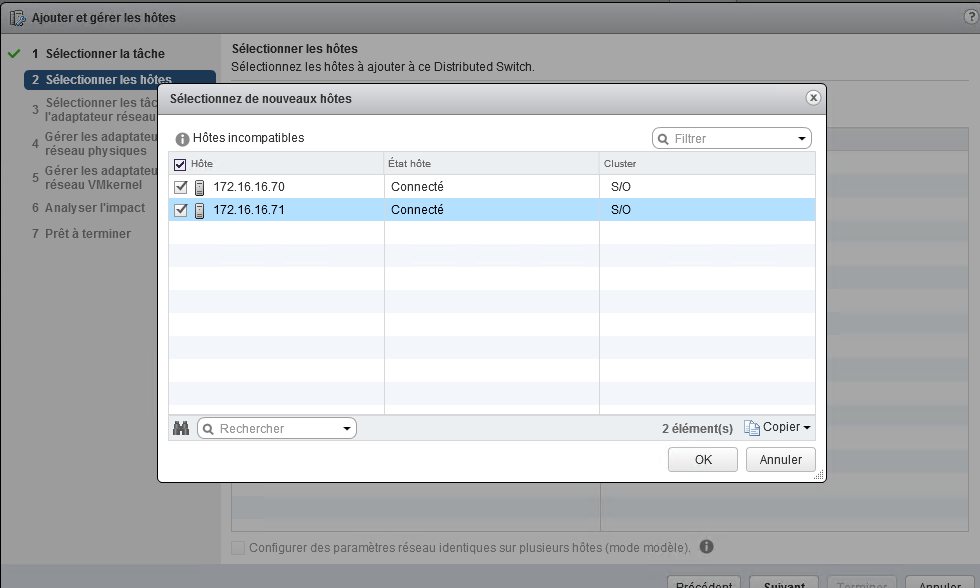 Ajouter et gérer les hôtes
?
1 Sélectionner la tâche
2 Sélectionner les hôtes
3 Sélectionner les tâc
l'adaptateur réseau
4 Gérer les adaptateu
réseau physiques
5 Gérer les adaptateu
réseau VMkernel
6 Analyser l'impact
7 Prêt à terminer
Sélectionner les hôtes
Sélectionnez les hôtes à ajouter à ce Distributed Switch.
Sélectionnez de nouveaux hôtes
Hôtes incompatibles
Filtrer
Hôte État hôte Cluster
172.16.16.70 Connecté S/O
172.16.16.71 Connecté S/O
Rechercher
2 élément(s)
Copier
OK
Annuler
Configurer des paramètres réseau identiques sur plusieurs hôtes (mode modèle).
Précédent
Suivant
Terminer
Annuler